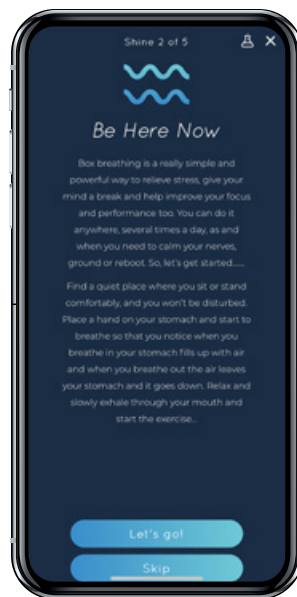 Shine 2 of 5
Be Here Now
Box breathing is a really simple and
powerful way to relieve stress, give your
mind a break and help improve your focus
and performance too. You can do it
anywhere, several times a day, as and
when you need to calm your nerves,
ground or reboot. So, let's get started......
Find a quiet place where you sit or stand
comfortably, and you won't be disturbed.
Place a hand on your stomach and start to
breathe so that you notice when you
breathe in your stomach fills up with air
and when you breathe out the air leaves
your stomach and it goes down. Relax and
slowly exhale through your mouth and
start the exercise...
Let's go!
Skip